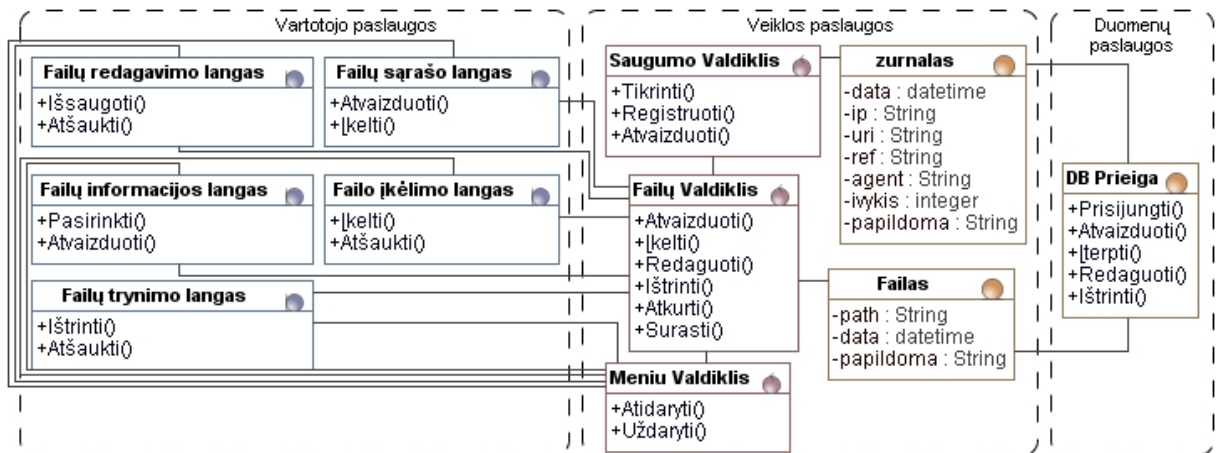 Vartotojo paslaugos
Failų redagavimo langas
+Išsaugoti()
+Atšaukti()
Failų sąrašo langas
+Atvaizduoti()
+Įkelti()
Failų informacijos langas
+Pasirinkti()
+Atvaizduoti()
Failo įkėlimo langas
+Įkelti()
+Atšaukti()
Failų trynimo langas
+Ištrinti()
+Atšaukti()
Veiklos paslaugos
Saugumo Valdiklis
+Tikrinti()
+Registruoti()
+Atvaizduoti()
zurnalas
-data : datetime
-ip : String
-uri : String
-ref : String
-agent : String
-ivykis : integer
-papildoma : String
Failų Valdiklis
+Atvaizduoti()
+Įkelti()
+Redaguoti()
+Ištrinti()
+Atkurti()
+Surasti()
Failas
-path : String
-data : datetime
-papildoma : String
Meniu Valdiklis
+Atidaryti()
+Uždaryti()
Duomenų
paslaugos
DB Prieiga
+Prisijungti()
+Atvaizduoti()
+Įterpti()
+Redaguoti()
+Ištrinti()